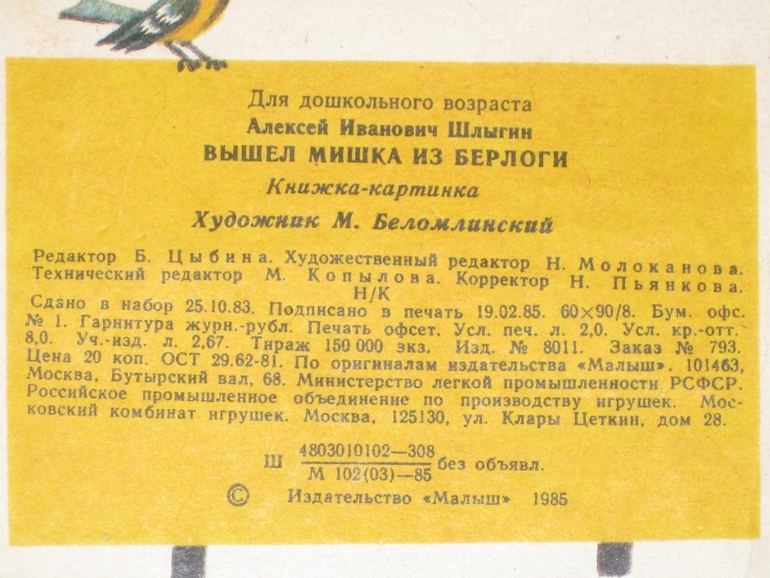 Для дошкольного возраста
Алексей Иванович Шлыгин
ВЫШЕЛ МИШКА ИЗ БЕРЛОГИ
Книжка-картинка
Художник М. Беломлинский
Редактор Б. Цыбина. Художественный редактор Н. Молоканова.
Технический редактор М. Копылова. Корректор Н. Пьянкова.
Н/К
Сдано в набор 25.10.83. Подписано в печать 19.02.85. 60×90/8. Бум. офс.
№ 1. Гарнитура журн.-рубл. Печать офсет. Усл. печ. л. 2,0. Усл. кр.-отт.
8,0. Уч.-изд. л. 2,67. Тираж 150 000 экз. Изд. № 8011. Заказ № 793.
Цена 20 коп. ОСТ 29.62-81. По оригиналам издательства «Малыш». 101463,
Москва, Бутырский вал, 68. Министерство легкой промышленности РСФСР.
Российское промышленное объединение по производству игрушек. Мос-
ковский комбинат игрушек. Москва, 125130, ул. Клары Цеткин, дом 28.
Ш 4803010102—308 без объявл.
М 102(03)—85
© Издательство «Малыш» 1985